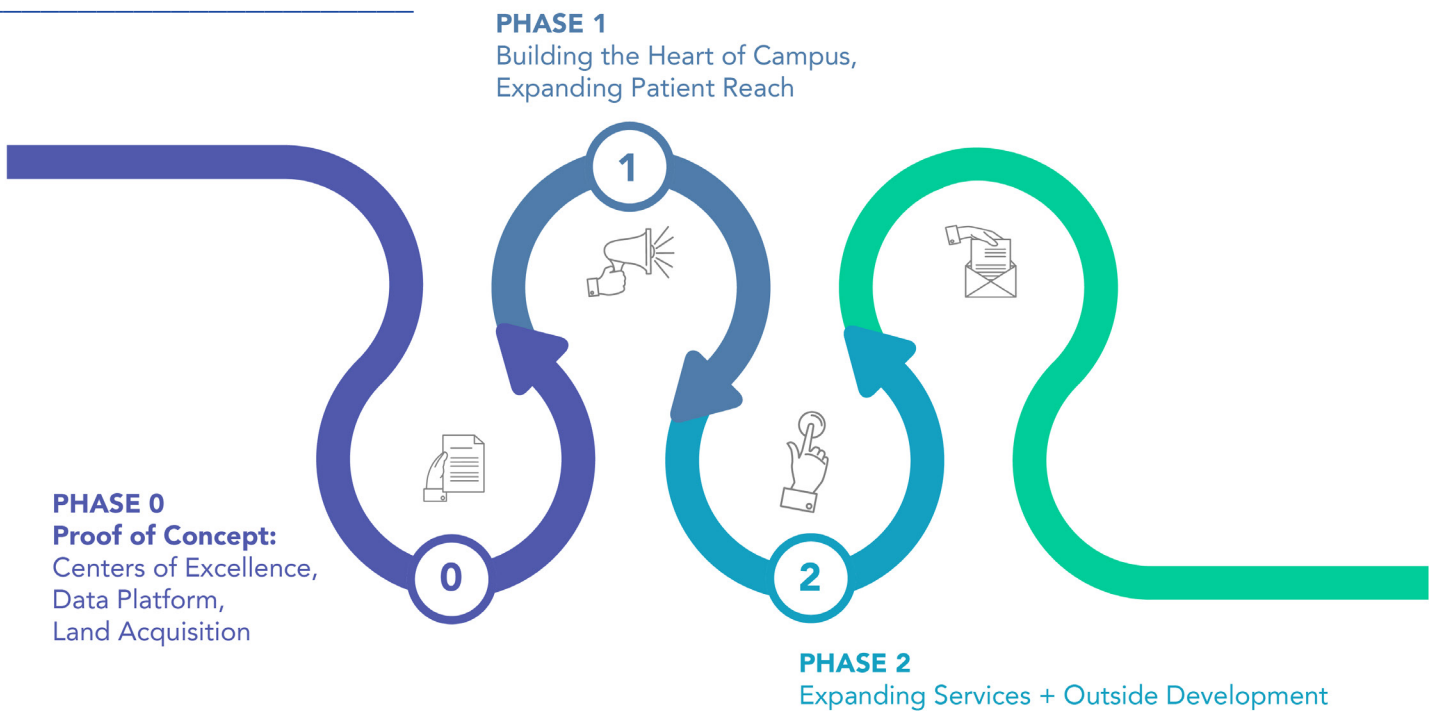 PHASE 1
Building the Heart of Campus,
Expanding Patient Reach
1
0
2
PHASE 0
Proof of Concept:
Centers of Excellence,
Data Platform,
Land Acquisition
PHASE 2
Expanding Services + Outside Development